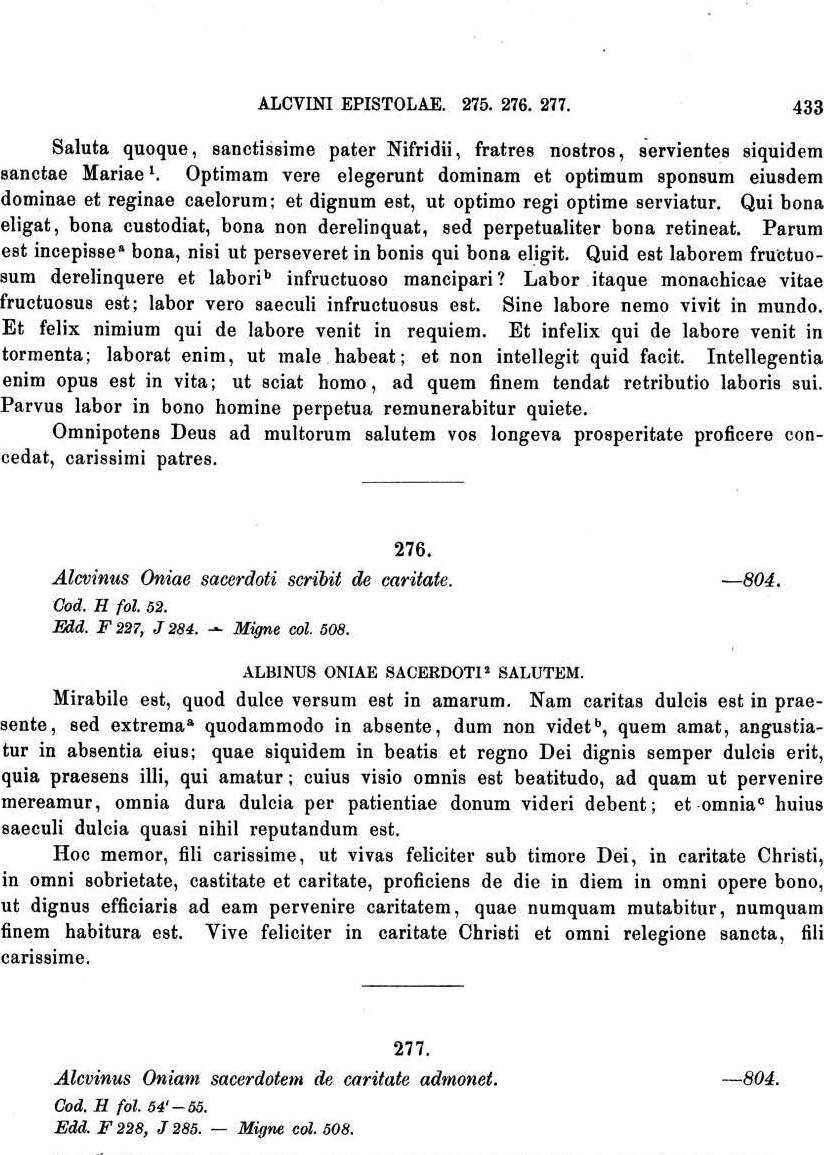 ALCVINI EPISTOLAE. 275. 276. 277. 433
Saluta quoque, sanctissime pater Nifridii, fratres nostros, servientes siquidem
sanctae Mariae¹. Optimam vere elegerunt dominam et optimum sponsum eiusdem
dominae et reginae caelorum; et dignum est, ut optimo regi optime serviatur. Qui bona
eligat, bona custodiat, bona non derelinquat, sed perpetualiter bona retineat. Parum
est incepisseᵃ bona, nisi ut perseveret in bonis qui bona eligit. Quid est laborem fructuo-
sum derelinquere et laboriᵇ infructuoso mancipari? Labor itaque monachicae vitae
fructuosus est; labor vero saeculi infructuosus est. Sine labore nemo vivit in mundo.
Et felix nimium qui de labore venit in requiem. Et infelix qui de labore venit in
tormenta; laborat enim, ut male habeat; et non intellegit quid facit. Intellegentia
enim opus est in vita; ut sciat homo, ad quem finem tendat retributio laboris sui.
Parvus labor in bono homine perpetua remunerabitur quiete.
Omnipotens Deus ad multorum salutem vos longeva prosperitate proficere con-
cedat, carissimi patres.
276.
Alcvinus Oniae sacerdoti scribit de caritate. —804.
Cod. H fol. 52.
Edd. F 227, J 284. — Migne col. 508.
ALBINUS ONIAE SACERDOTI² SALUTEM.
Mirabile est, quod dulce versum est in amarum. Nam caritas dulcis est in prae-
sente, sed extremaᵃ quodammodo in absente, dum non videtᵇ, quem amat, angustia-
tur in absentia eius; quae siquidem in beatis et regno Dei dignis semper dulcis erit,
quia praesens illi, qui amatur; cuius visio omnis est beatitudo, ad quam ut pervenire
mereamur, omnia dura dulcia per patientiae donum videri debent; et omniaᶜ huius
saeculi dulcia quasi nihil reputandum est.
Hoc memor, fili carissime, ut vivas feliciter sub timore Dei, in caritate Christi,
in omni sobrietate, castitate et caritate, proficiens de die in diem in omni opere bono,
ut dignus efficiaris ad eam pervenire caritatem, quae numquam mutabitur, numquam
finem habitura est. Vive feliciter in caritate Christi et omni relegione sancta, fili
carissime.
277.
Alcvinus Oniam sacerdotem de caritate admonet. —804.
Cod. H fol. 54'—55.
Edd. F 228, J 285. — Migne col. 508.